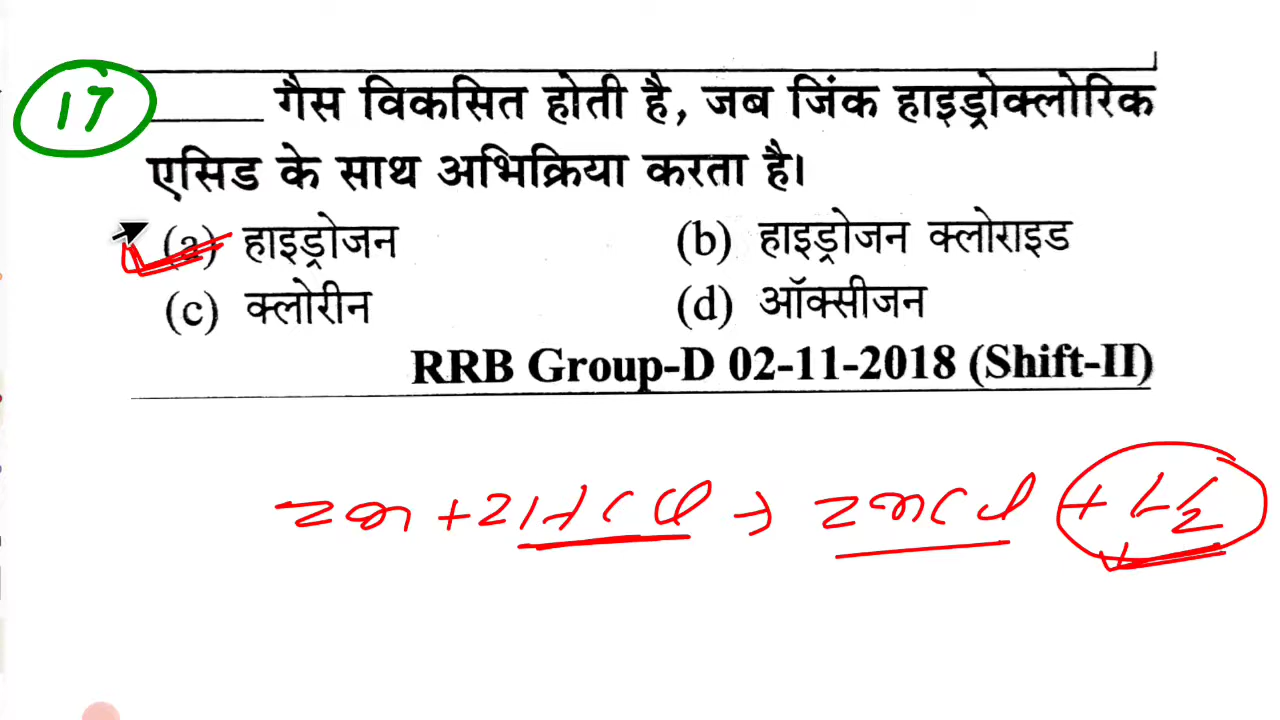 17
______ गैस विकसित होती है, जब जिंक हाइड्रोक्लोरिक
एसिड के साथ अभिक्रिया करता है।
(a) हाइड्रोजन (b) हाइड्रोजन क्लोराइड
(c) क्लोरीन (d) ऑक्सीजन
RRB Group-D 02-11-2018 (Shift-II)
Zn + 2HCl → ZnCl + H2